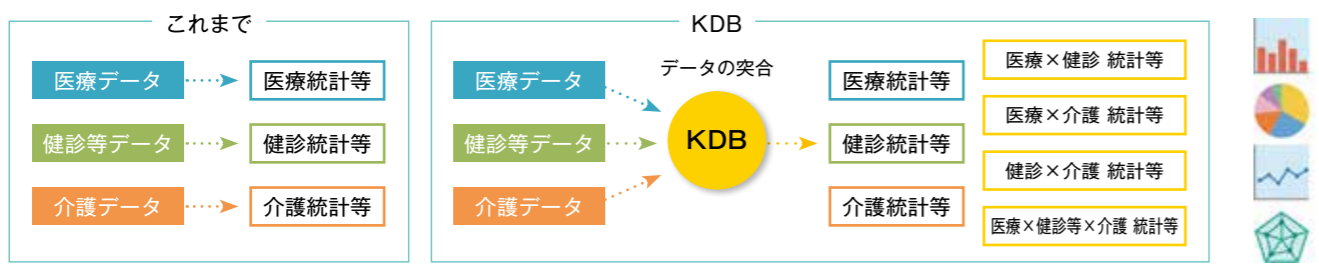 これまで
医療データ
医療統計等
健診等データ
健診統計等
介護データ
介護統計等
KDB
医療データ
健診等データ
介護データ
データの突合
KDB
医療統計等
健診統計等
介護統計等
医療×健診 統計等
医療×介護 統計等
健診×介護 統計等
医療×健診等×介護 統計等